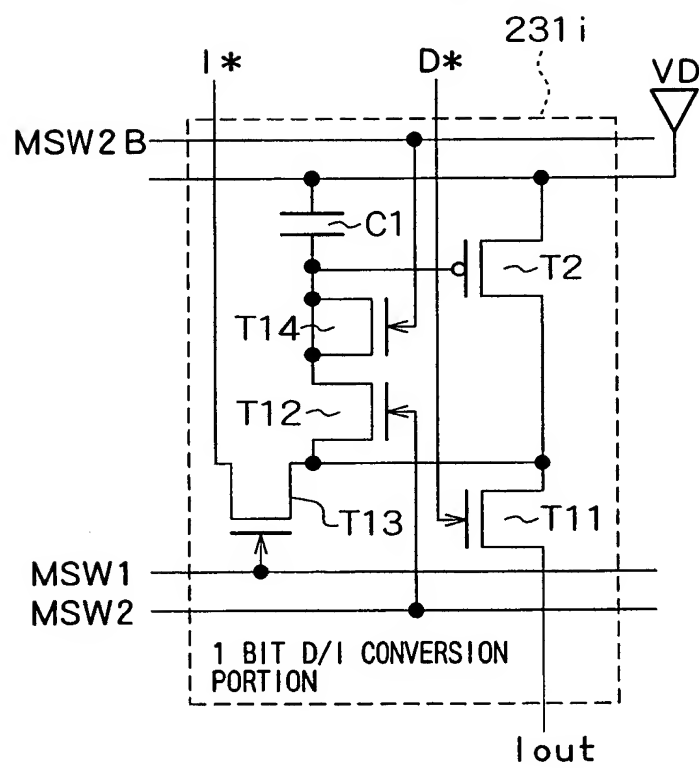 231i
I*
D*
VD
MSW2B
C1
T2
T14
T12
T13
T11
MSW1
MSW2
1 BIT D/I CONVERSION
PORTION
Iout